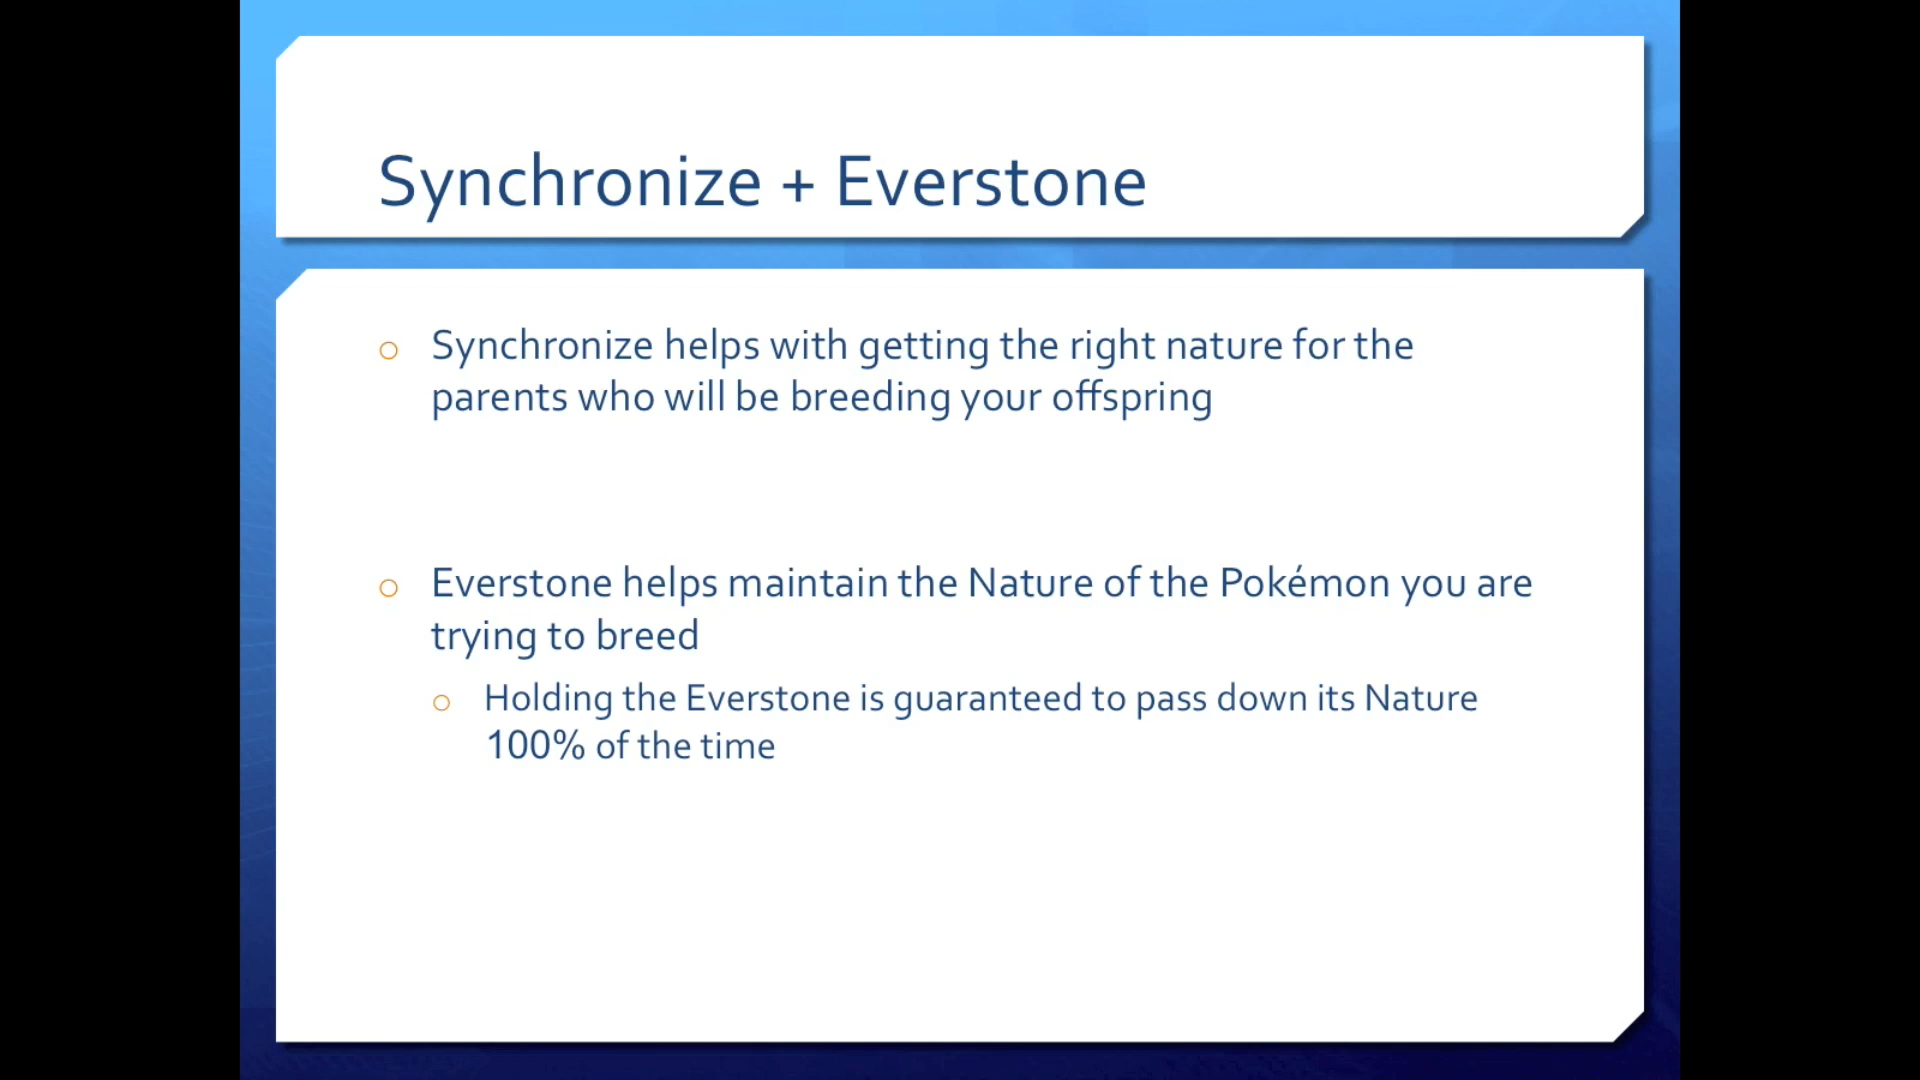 Synchronize + Everstone
Synchronize helps with getting the right nature for the
parents who will be breeding your offspring
Everstone helps maintain the Nature of the Pokémon you are
trying to breed
Holding the Everstone is guaranteed to pass down its Nature
100% of the time